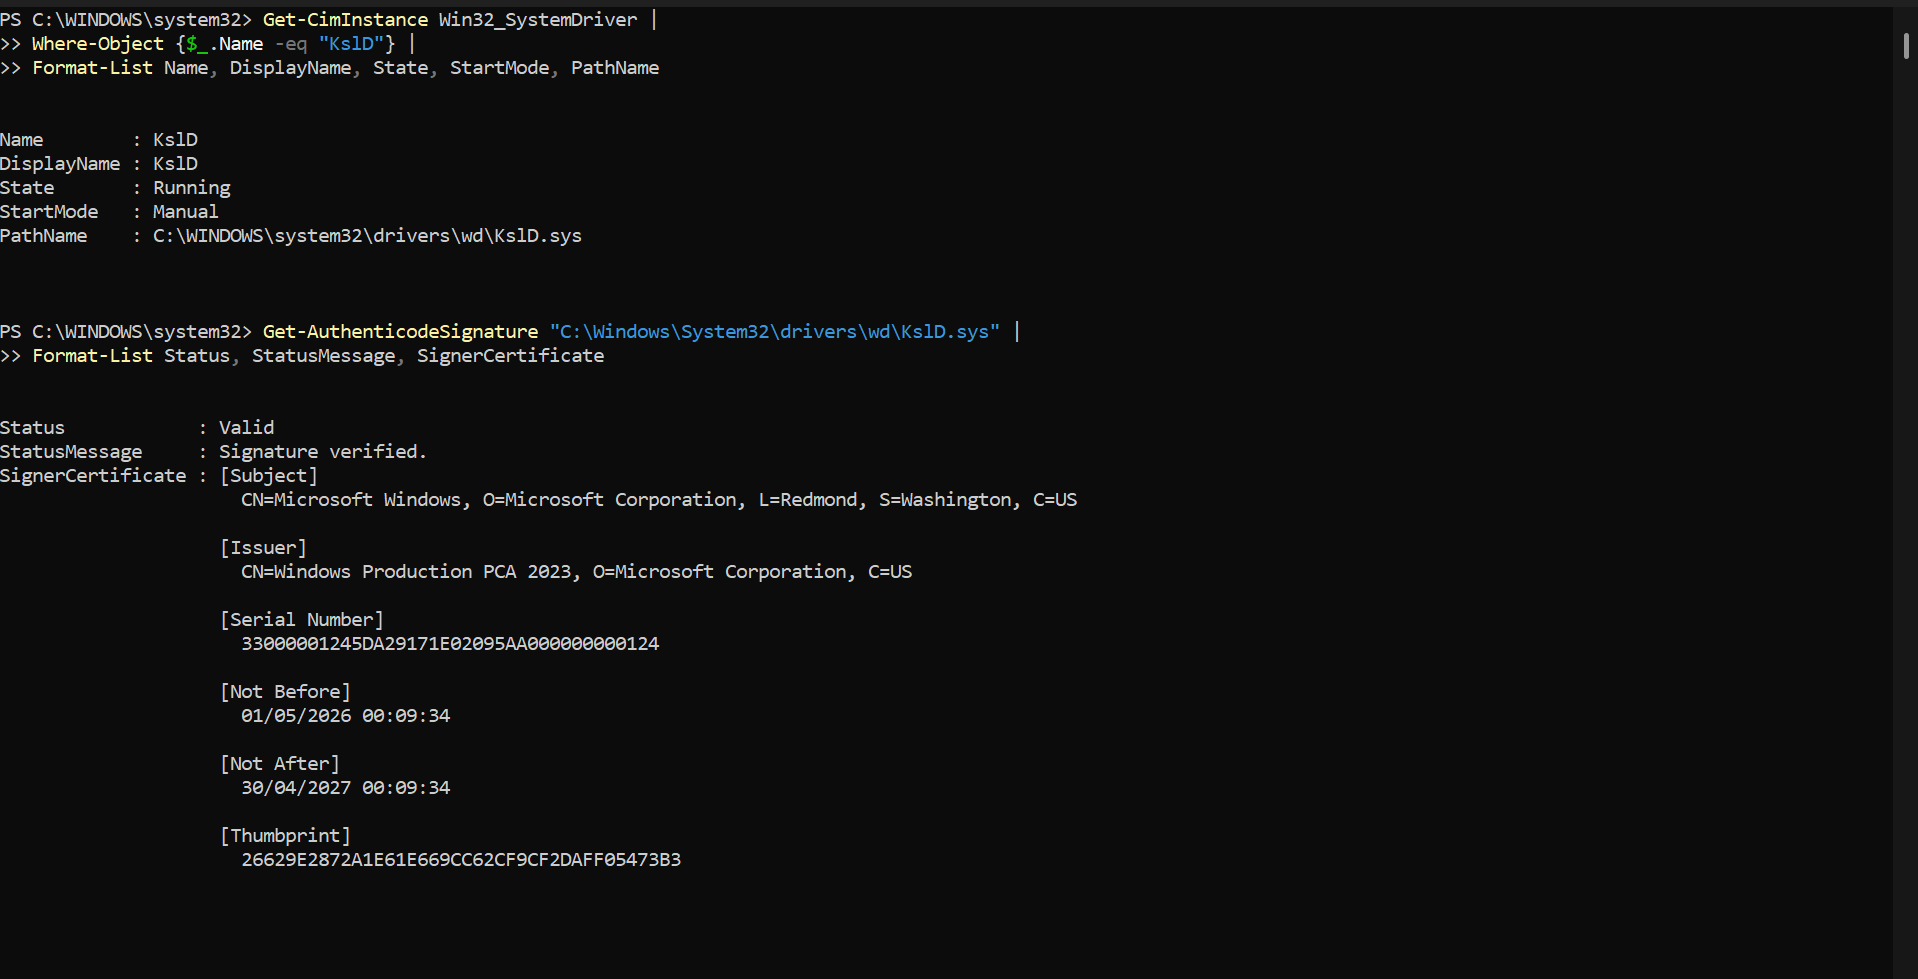 PS C:\WINDOWS\system32> Get-CimInstance Win32_SystemDriver |
>> Where-Object {$_.Name -eq "KslD"} |
>> Format-List Name, DisplayName, State, StartMode, PathName
Name        : KslD
DisplayName : KslD
State       : Running
StartMode   : Manual
PathName    : C:\WINDOWS\system32\drivers\wd\KslD.sys
PS C:\WINDOWS\system32> Get-AuthenticodeSignature "C:\Windows\System32\drivers\wd\KslD.sys" |
>> Format-List Status, StatusMessage, SignerCertificate
Status            : Valid
StatusMessage     : Signature verified.
SignerCertificate : [Subject]
                      CN=Microsoft Windows, O=Microsoft Corporation, L=Redmond, S=Washington, C=US
                    [Issuer]
                      CN=Windows Production PCA 2023, O=Microsoft Corporation, C=US
                    [Serial Number]
                      33000001245DA29171E02095AA000000000124
                    [Not Before]
                      01/05/2026 00:09:34
                    [Not After]
                      30/04/2027 00:09:34
                    [Thumbprint]
                      26629E2872A1E61E669CC62CF9CF2DAFF05473B3